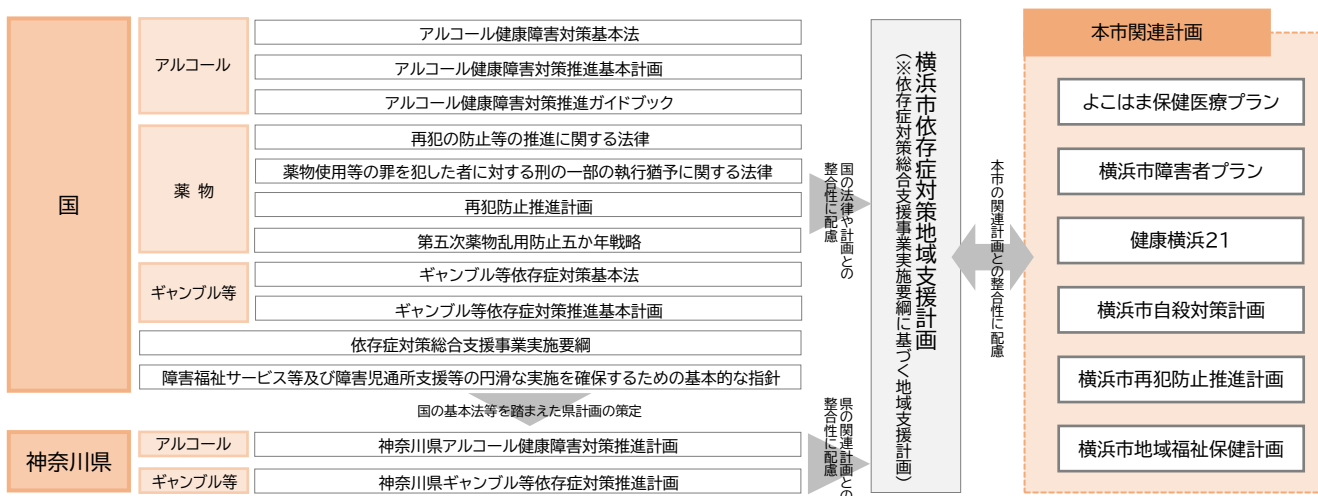 国
アルコール
アルコール健康障害対策基本法
アルコール健康障害対策推進基本計画
アルコール健康障害対策推進ガイドブック
薬 物
再犯の防止等の推進に関する法律
薬物使用等の罪を犯した者に対する刑の一部の執行猶予に関する法律
再犯防止推進計画
第五次薬物乱用防止五か年戦略
ギャンブル等
ギャンブル等依存症対策基本法
ギャンブル等依存症対策推進基本計画
依存症対策総合支援事業実施要綱
障害福祉サービス等及び障害児通所支援等の円滑な実施を確保するための基本的な指針
国の基本法等を踏まえた県計画の策定
神奈川県
アルコール
神奈川県アルコール健康障害対策推進計画
ギャンブル等
神奈川県ギャンブル等依存症対策推進計画
国の法律や計画との
整合性に配慮
県の関連計画との
整合性に配慮
横浜市依存症対策地域支援計画
(※依存症対策総合支援事業実施要綱に基づく地域支援計画)
本市の関連計画との整合性に配慮
本市関連計画
よこはま保健医療プラン
横浜市障害者プラン
健康横浜21
横浜市自殺対策計画
横浜市再犯防止推進計画
横浜市地域福祉保健計画